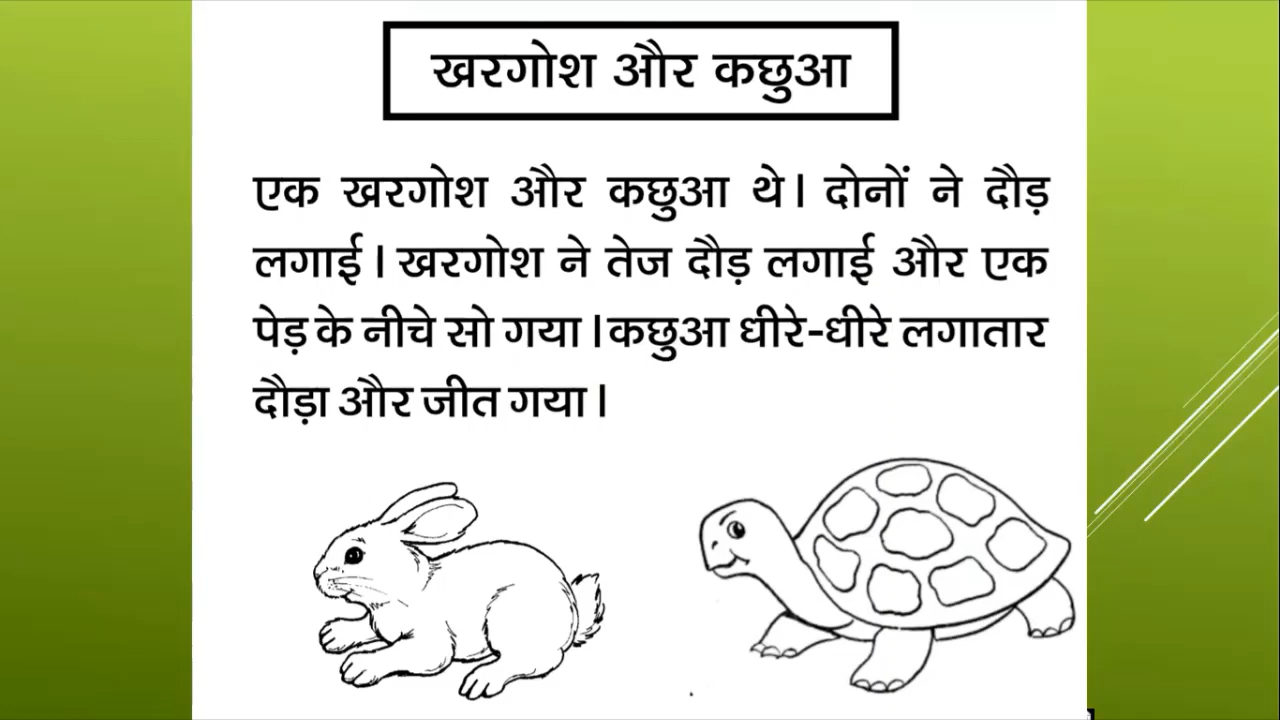 खरगोश और कछुआ
एक खरगोश और कछुआ थे। दोनों ने दौड़
लगाई । खरगोश ने तेज दौड़ लगाई और एक
पेड़ के नीचे सो गया ।कछुआ धीरे-धीरे लगातार
दौड़ा और जीत गया ।